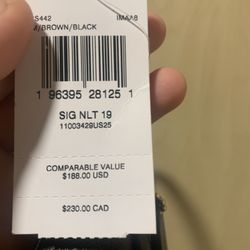 S442 IMAA8
M/BROWN/BLACK
1 96395 28125 1
SIG NLT 19
11003429US25
COMPARABLE VALUE
$188.00 USD
$230.00 CAD